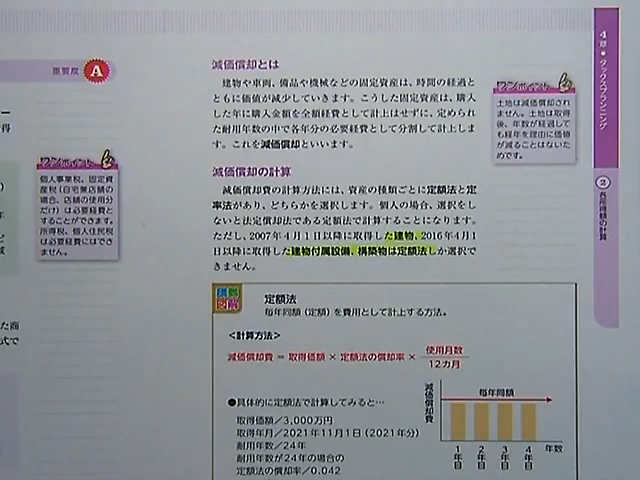 重要度 A
ワンポイント
個人事業税、固定資
産税(自宅兼店舗の
場合、店舗の使用分
だけ)は必要経費と
することができます。
所得税、個人住民税
は必要経費にはでき
ません。
減価償却とは
建物や車両、備品や機械などの固定資産は、時間の経過と
ともに価値が減少していきます。こうした固定資産は、購入
した年に購入金額を全額経費として計上はせずに、定められ
た耐用年数の中で各年分の必要経費として分割して計上しま
す。これを減価償却といいます。
減価償却の計算
減価償却費の計算方法には、資産の種類ごとに定額法と定
率法があり、どちらかを選択します。個人の場合、選択をし
ないと法定償却法である定額法で計算することになります。
ただし、2007年4月1日以降に取得した建物、2016年4月1
日以降に取得した建物付属設備、構築物は定額法しか選択で
きません。
ワンポイント
土地は減価償却され
ません。土地は取得
後、年数が経過して
も経年を理由に価値
が減ることはないた
めです。
4章・タックスプランニング
2 各所得額の計算
図解
定額法
毎年同額(定額)を費用として計上する方法。
<計算方法>
減価償却費 = 取得価額 × 定額法の償却率 × 使用月数
12カ月
●具体的に定額法で計算してみると…
取得価額/3,000万円
取得年月/2021年11月1日(2021年分)
耐用年数/24年
耐用年数が24年の場合の
定額法の償却率/0.042
減価償却費
毎年同額
1年目 2年目 3年目 4年目 年数
た商
式で